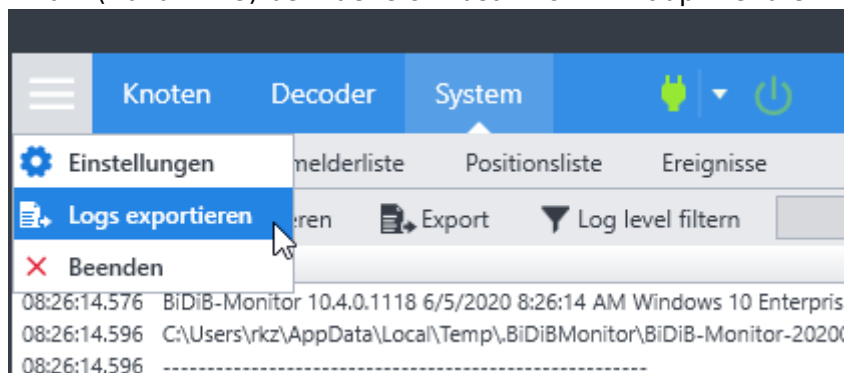 Knoten Decoder System
Einstellungen melderliste Positionsliste Ereignisse
Logs exportieren eren Export Log level filtern
Beenden
08:26:14.576 BiDiB-Monitor 10.4.0.1118 6/5/2020 8:26:14 AM Windows 10 Enterpris
08:26:14.596 C:\Users\rkz\AppData\Local\Temp\.BiDiBMonitor\BiDiB-Monitor-2020
08:26:14.596 -------------------------------------------------------